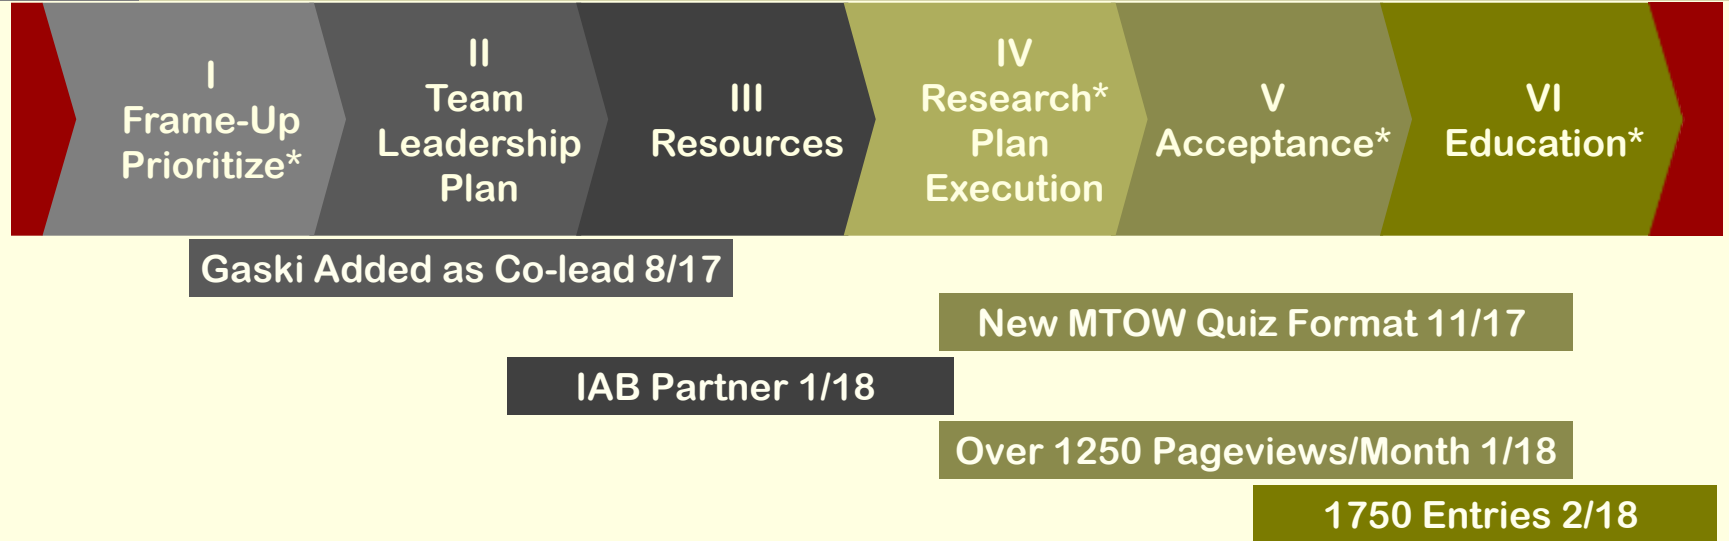 I
Frame-Up
Prioritize*
II
Team
Leadership
Plan
III
Resources
IV
Research*
Plan
Execution
V
Acceptance*
VI
Education*
Gaski Added as Co-lead 8/17
New MTOW Quiz Format 11/17
IAB Partner 1/18
Over 1250 Pageviews/Month 1/18
1750 Entries 2/18